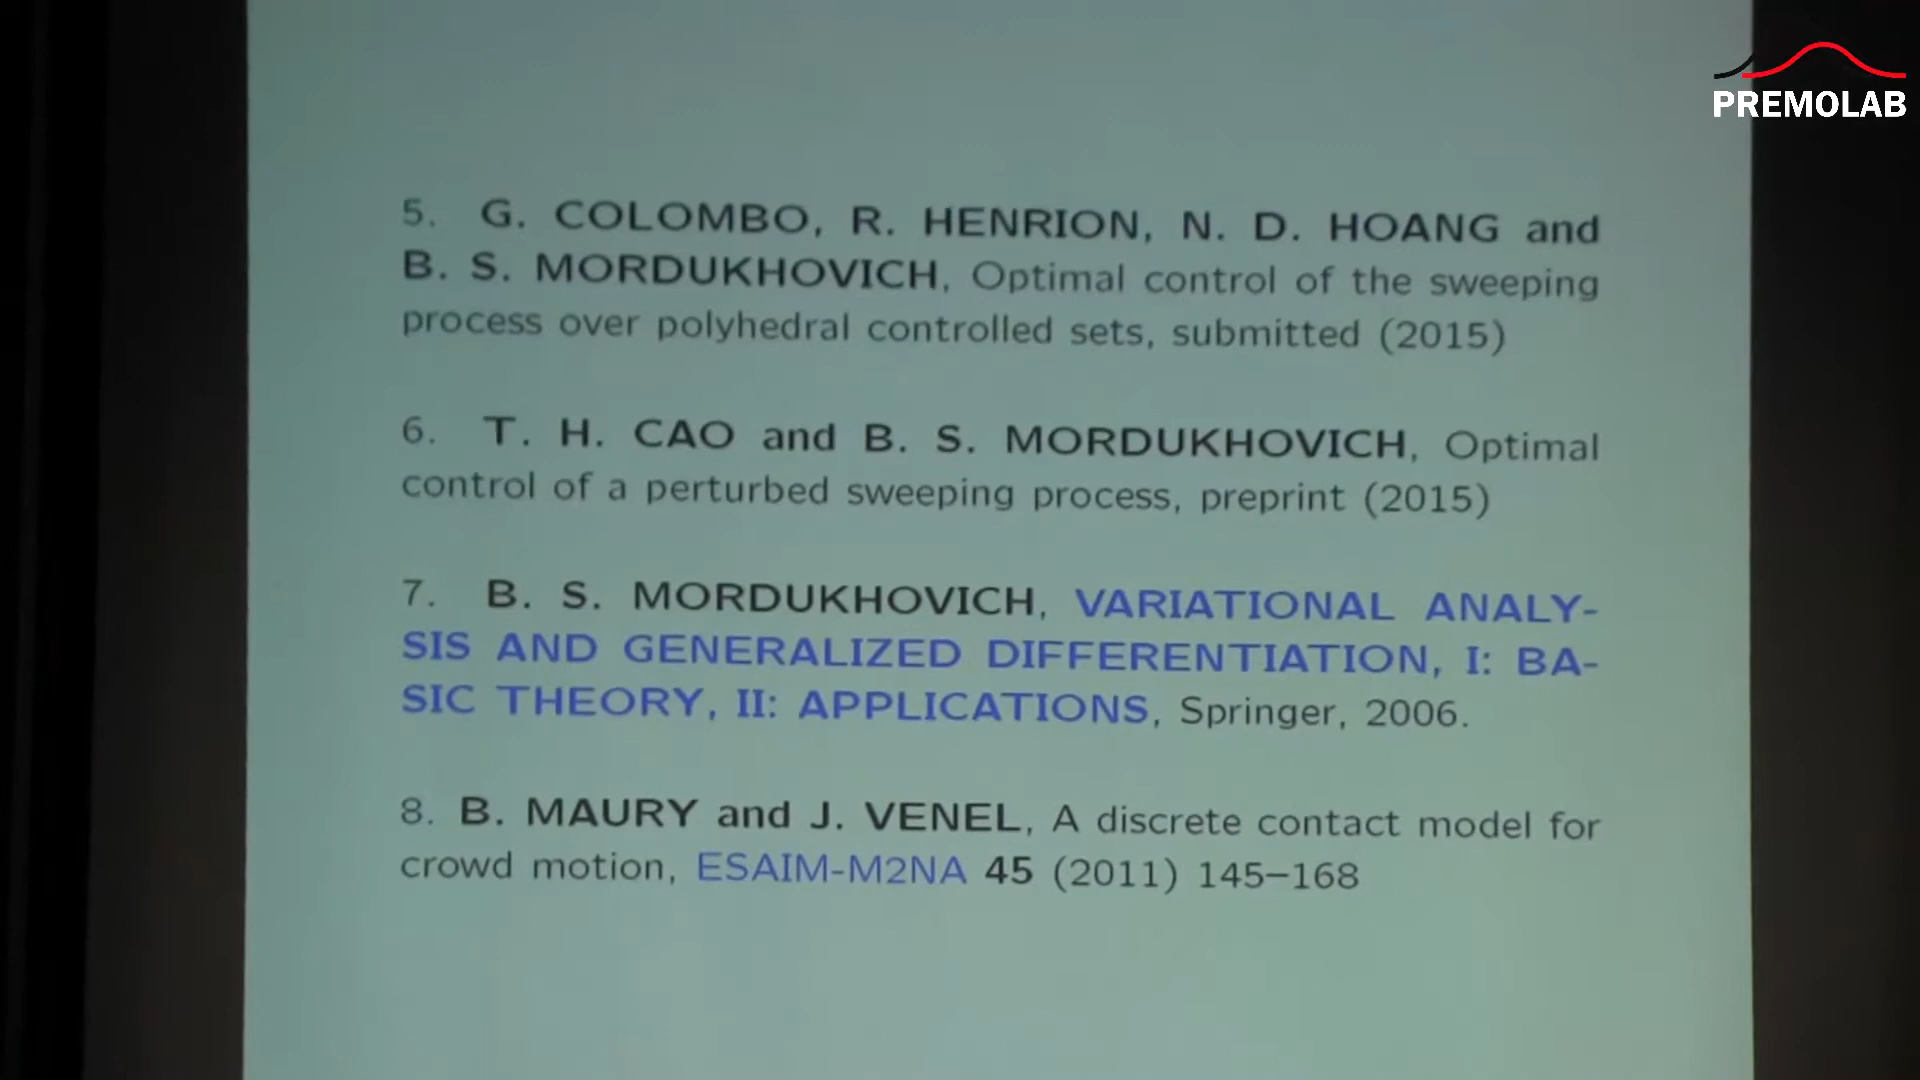 PREMOLAB
5. G. COLOMBO, R. HENRION, N. D. HOANG and
B. S. MORDUKHOVICH, Optimal control of the sweeping
process over polyhedral controlled sets, submitted (2015)
6. T. H. CAO and B. S. MORDUKHOVICH, Optimal
control of a perturbed sweeping process, preprint (2015)
7. B. S. MORDUKHOVICH, VARIATIONAL ANALY-
SIS AND GENERALIZED DIFFERENTIATION, I: BA-
SIC THEORY, II: APPLICATIONS, Springer, 2006.
8. B. MAURY and J. VENEL, A discrete contact model for
crowd motion, ESAIM-M2NA 45 (2011) 145–168